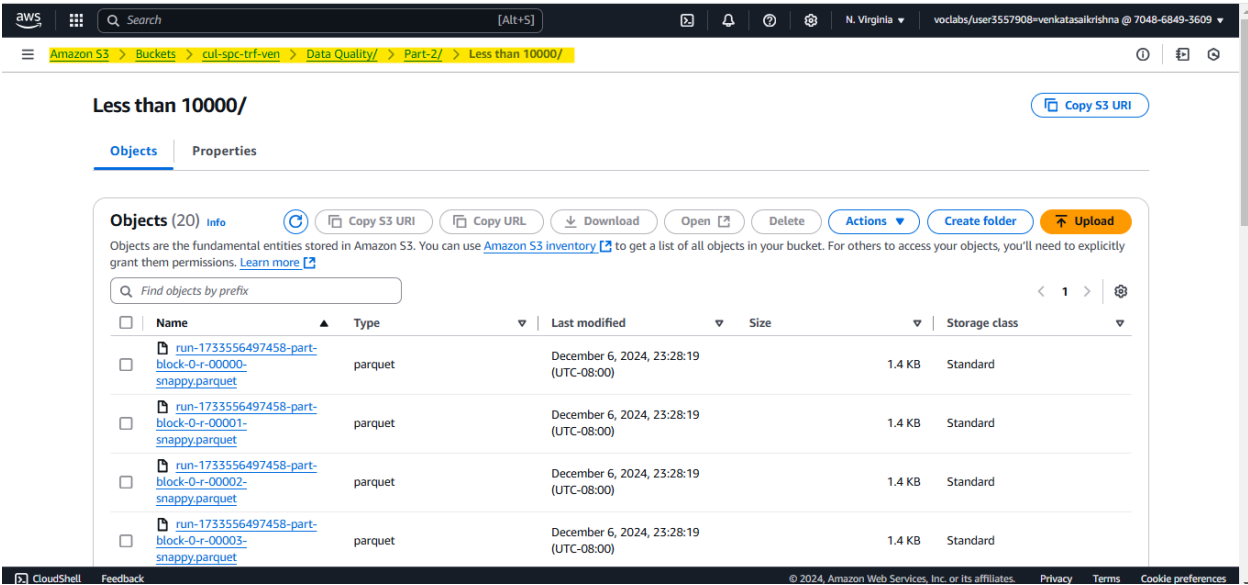 aws Search [Alt+S] N. Virginia ▼ voclabs/user3557908=venkatasaikrishna @ 7048-6849-3609 ▼
Amazon S3 > Buckets > cul-spc-trf-ven > Data Quality/ > Part-2/ > Less than 10000/
Less than 10000/ Copy S3 URI
Objects Properties
Objects (20) Info Copy S3 URI Copy URL Download Open Delete Actions ▼ Create folder Upload
Objects are the fundamental entities stored in Amazon S3. You can use Amazon S3 inventory to get a list of all objects in your bucket. For others to access your objects, you'll need to explicitly
grant them permissions. Learn more
Find objects by prefix < 1 >
Name Type Last modified Size Storage class
run-1733556497458-part-
block-0-r-00000-
snappy.parquet
parquet
December 6, 2024, 23:28:19
(UTC-08:00)
1.4 KB
Standard
run-1733556497458-part-
block-0-r-00001-
snappy.parquet
parquet
December 6, 2024, 23:28:19
(UTC-08:00)
1.4 KB
Standard
run-1733556497458-part-
block-0-r-00002-
snappy.parquet
parquet
December 6, 2024, 23:28:19
(UTC-08:00)
1.4 KB
Standard
run-1733556497458-part-
block-0-r-00003-
snappy.parquet
parquet
December 6, 2024, 23:28:19
(UTC-08:00)
1.4 KB
Standard
CloudShell Feedback © 2024, Amazon Web Services, Inc. or its affiliates. Privacy Terms Cookie preferences